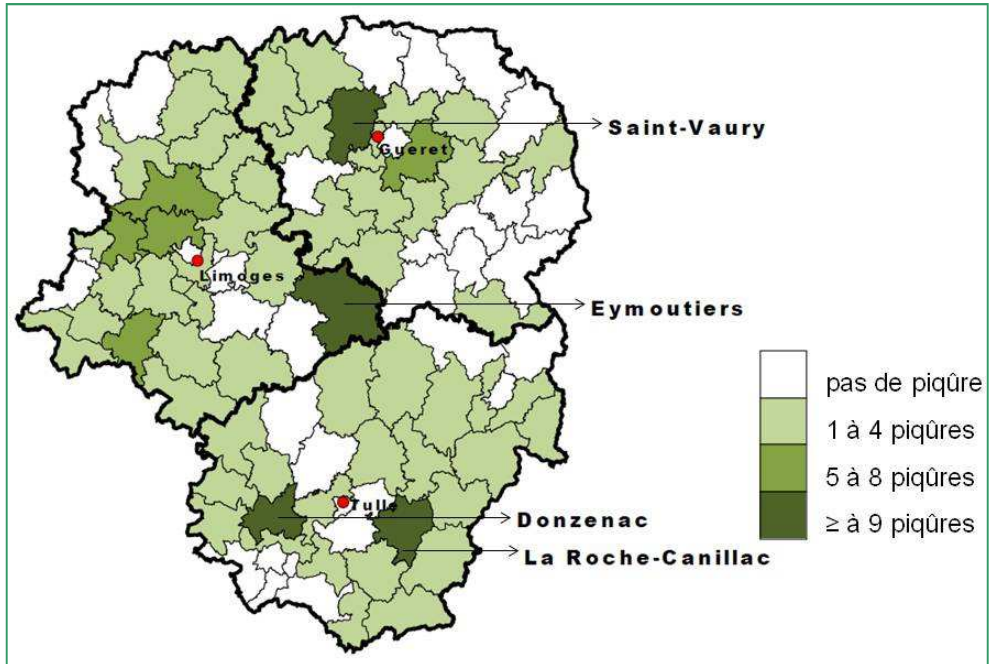 Saint-Vaury
Gueret
Limoges
Eymoutiers
pas de piqûre
1 à 4 piqûres
5 à 8 piqûres
≥ à 9 piqûres
Tulle
Donzenac
La Roche-Canillac